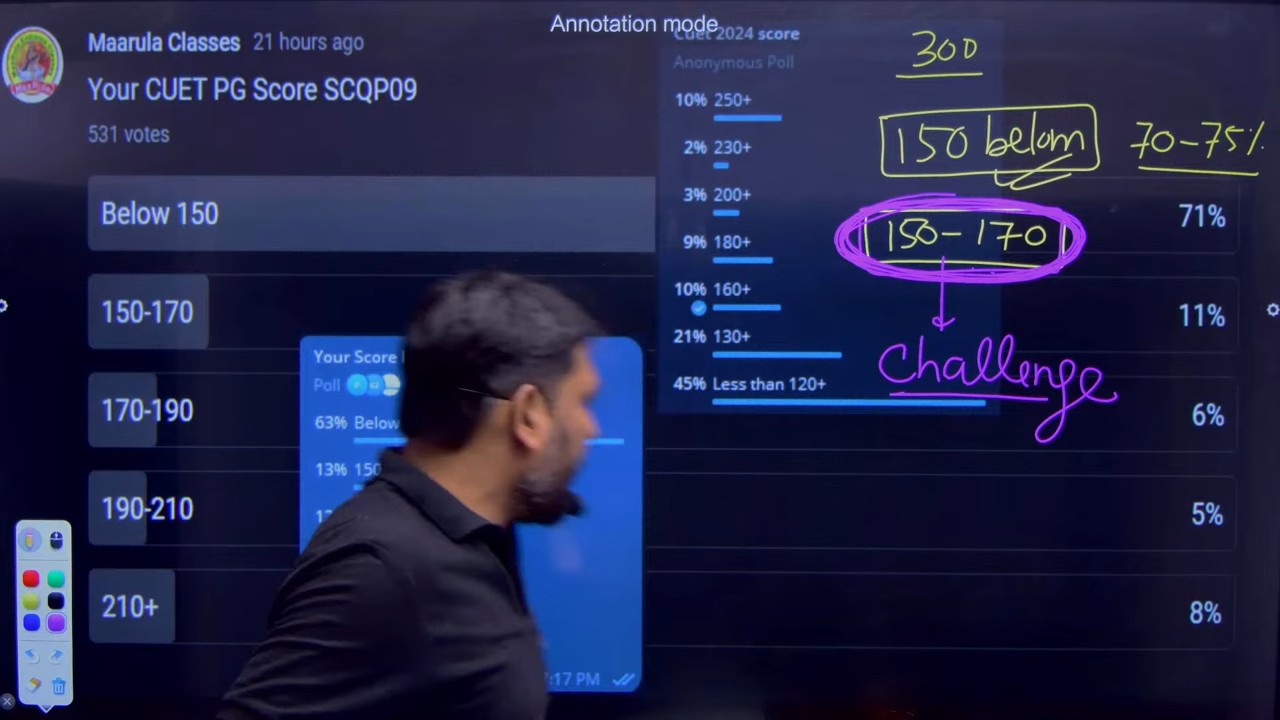 Annotation mode
Maarula Classes 21 hours ago
Your CUET PG Score SCQP09
531 votes
Below 150
71%
150-170
11%
170-190
6%
190-210
5%
210+
8%
Your Score
Poll
63% Below
13% 150
:17 PM
Cuet 2024 score
Anonymous Poll
10% 250+
2% 230+
3% 200+
9% 180+
10% 160+
21% 130+
45% Less than 120+
300
150 below 70-75%
150-170
Challenge